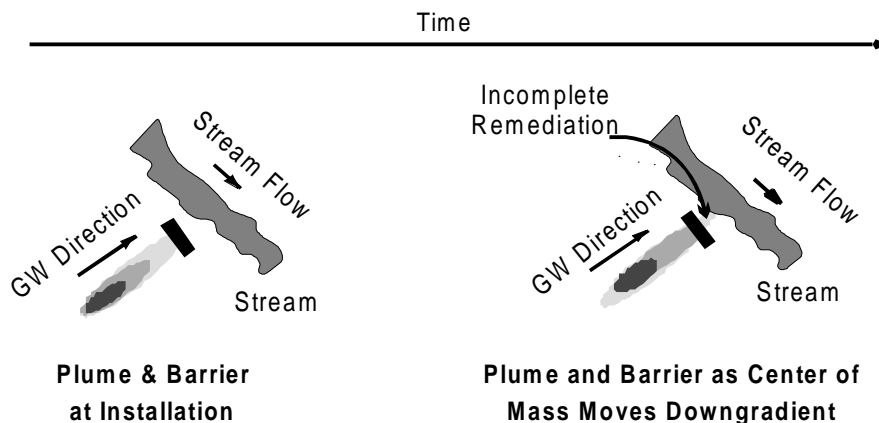 Time
Stream Flow
GW Direction
Stream
Plume & Barrier
at Installation
Incomplete
Remediation
Stream Flow
GW Direction
Stream
Plume and Barrier as Center of
Mass Moves Downgradient